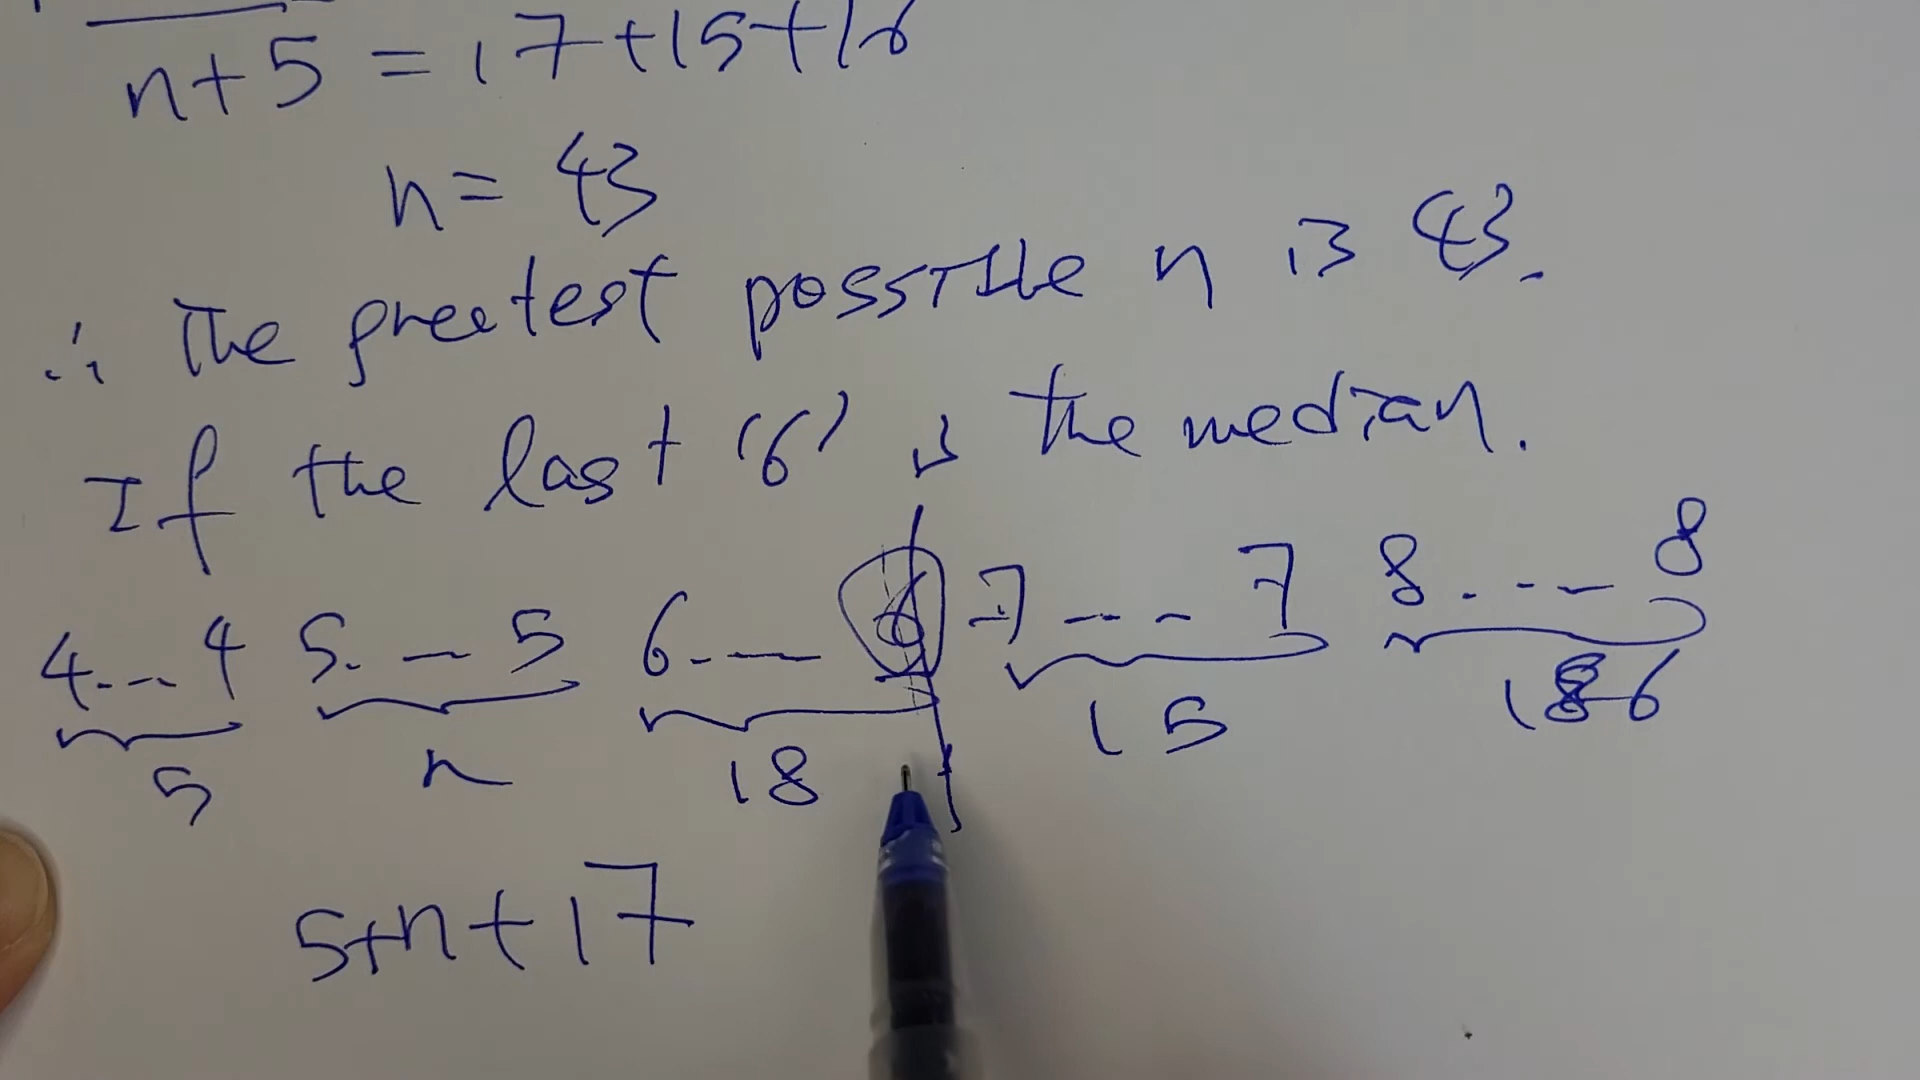 n+5 = 17+15+16
n= 43
∴ The greatest possible n is 43.
If the last '6' is the median.
4...4 5...5 6...6 7...7 8...8
5 n 18 15 16
5+n+17